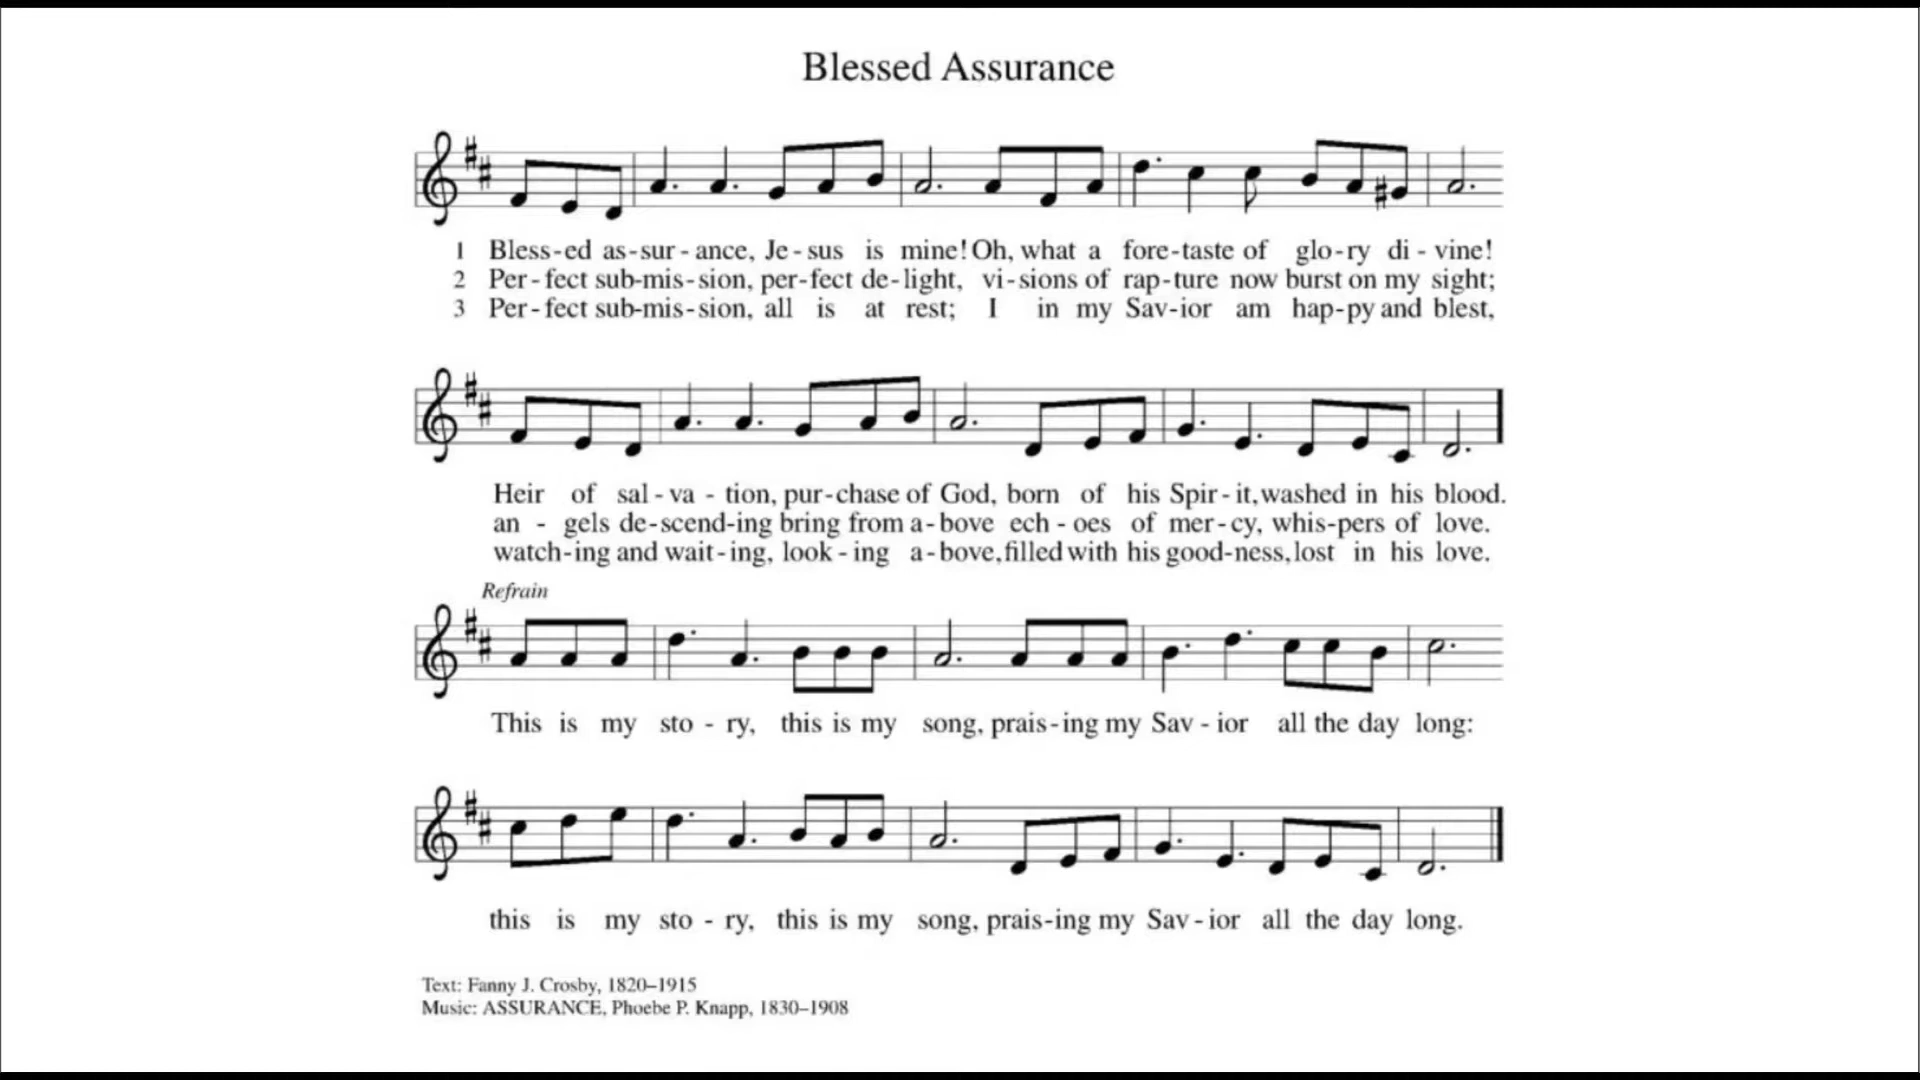 Blessed Assurance
1 Bless-ed as-sur-ance, Je-sus is mine! Oh, what a fore-taste of glo-ry di-vine!
2 Per-fect sub-mis-sion, per-fect de-light, vi-sions of rap-ture now burst on my sight;
3 Per-fect sub-mis-sion, all is at rest; I in my Sav-ior am hap-py and blest,
Heir of sal-va-tion, pur-chase of God, born of his Spir-it, washed in his blood.
an-gels de-scend-ing bring from a-bove ech-oes of mer-cy, whis-pers of love.
watch-ing and wait-ing, look-ing a-bove, filled with his good-ness, lost in his love.
Refrain
This is my sto-ry, this is my song, prais-ing my Sav-ior all the day long:
this is my sto-ry, this is my song, prais-ing my Sav-ior all the day long.
Text: Fanny J. Crosby, 1820–1915
Music: ASSURANCE, Phoebe P. Knapp, 1830–1908